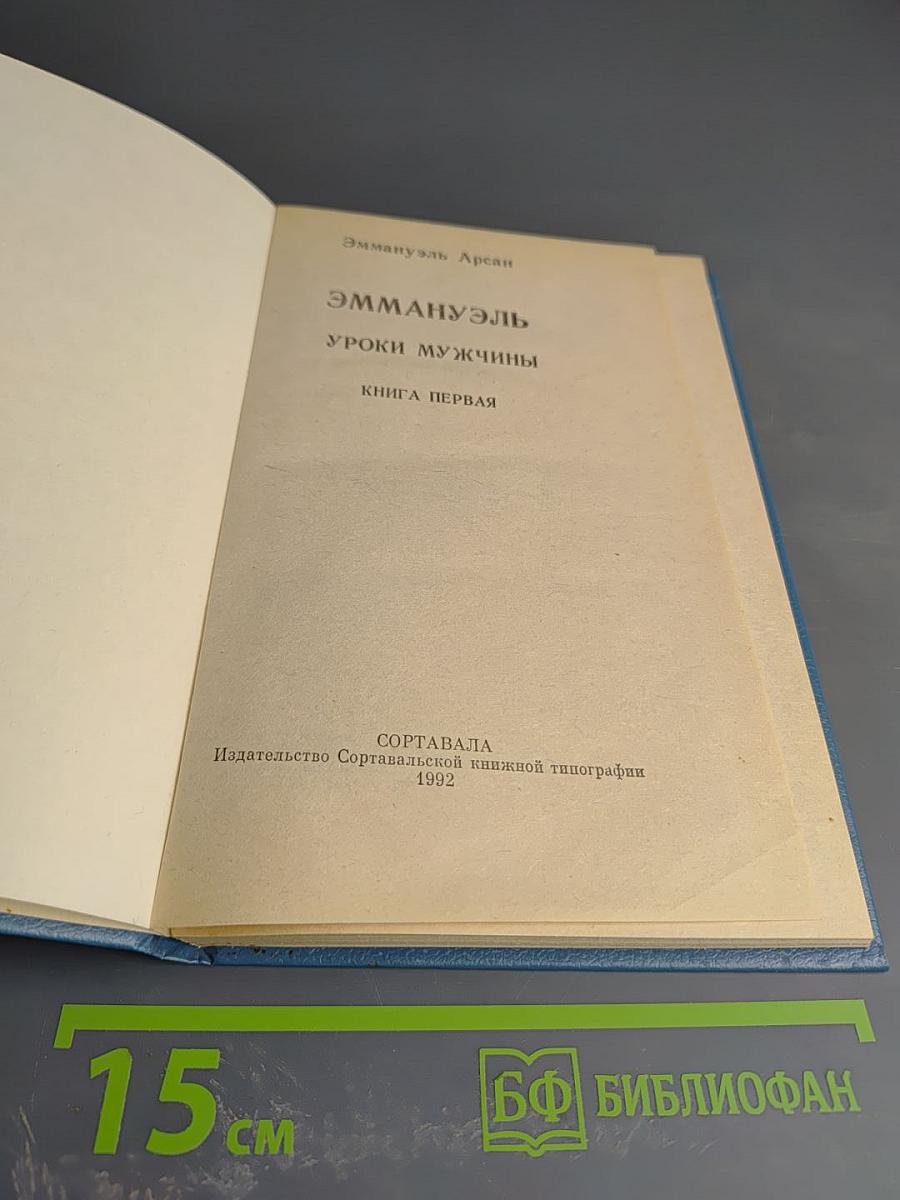 Эммануэль Арсан
ЭММАНУЭЛЬ
УРОКИ МУЖЧИНЫ
КНИГА ПЕРВАЯ
СОРТАВАЛА
Издательство Сортавальской книжной типографии
1992
15 см
БФ БИБЛИОФАН